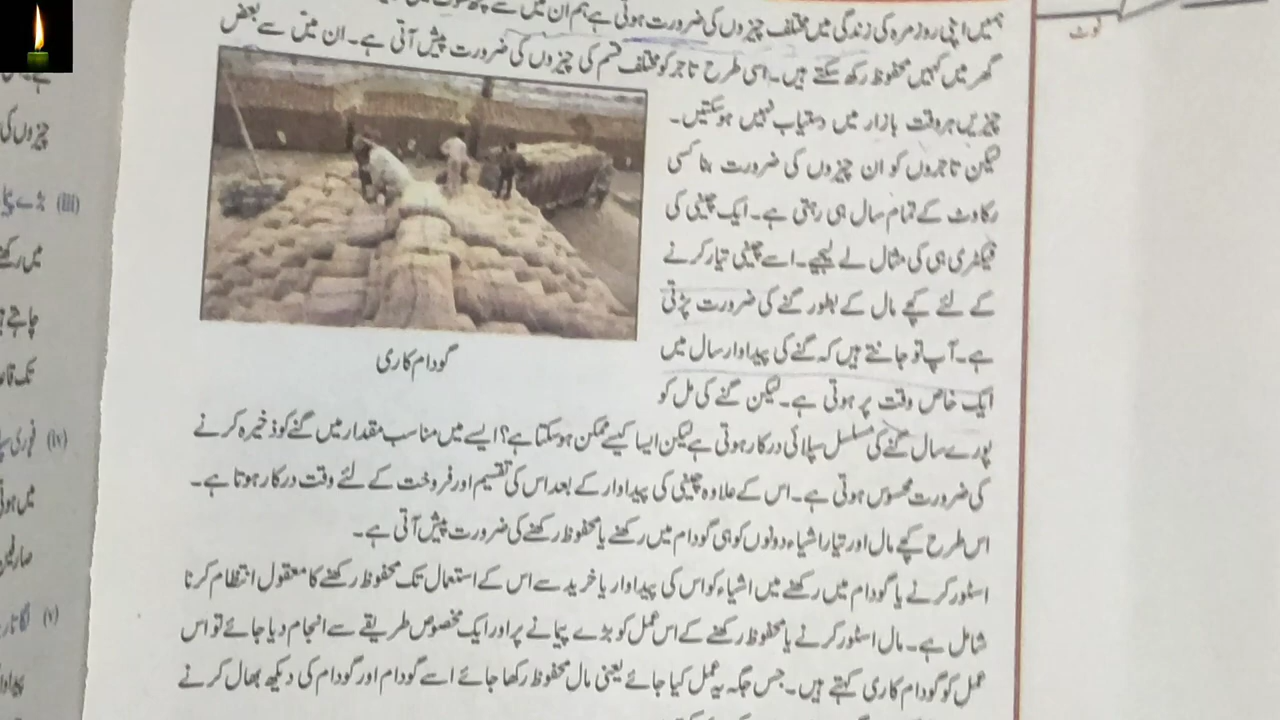 ہمیں اپنی روزمرہ کی زندگی میں مختلف چیزوں کی ضرورت ہوتی ہے ہم ان میں سے کچھ
گھر میں کہیں محفوظ رکھ سکتے ہیں۔ اسی طرح تاجر کو مختلف قسم کی چیزوں کی ضرورت پیش آتی ہے۔ ان میں سے بعض
چیزیں ہر وقت بازار میں دستیاب نہیں ہوسکتیں۔
لیکن تاجروں کو ان چیزوں کی ضرورت بنا کسی
رکاوٹ کے تمام سال ہی رہتی ہے۔ ایک چینی کی
فیکٹری ہی کی مثال لے لیجیے۔ اسے چینی تیار کرنے
کے لئے کچے مال کے بطور گنے کی ضرورت پڑتی
ہے۔ آپ تو جانتے ہیں کہ گنے کی پیداوار سال میں
ایک خاص وقت پر ہوتی ہے۔ لیکن گنے کی مل کو
پورے سال گنے کی مسلسل سپلائی درکار ہوتی ہے لیکن ایسا کیسے ممکن ہوسکتا ہے؟ ایسے میں مناسب مقدار میں گنے کو ذخیرہ کرنے
کی ضرورت محسوس ہوتی ہے۔ اس کے علاوہ چینی کی پیداوار کے بعد اس کی تقسیم اور فروخت کے لئے وقت درکار ہوتا ہے۔
اس طرح کچے مال اور تیار اشیاء دونوں کو ہی گودام میں رکھنے یا محفوظ رکھنے کی ضرورت پیش آتی ہے۔
اسٹور کرنے یا گودام میں رکھنے میں اشیاء کو اس کی پیداوار یا خرید سے اس کے استعمال تک محفوظ رکھنے کا معقول انتظام کرنا
شامل ہے۔ مال اسٹور کرنے یا محفوظ رکھنے کے اس عمل کو بڑے پیمانے پر اور ایک مخصوص طریقے سے انجام دیا جائے تو اس
عمل کو گودام کاری کہتے ہیں۔ جس جگہ یہ عمل کیا جائے یعنی مال محفوظ رکھا جائے اسے گودام اور گودام کی دیکھ بھال کرنے
گودام کاری
نوٹ
چیزوں کی
(iii)
میں رکھنے
(iv) فوری
(v)